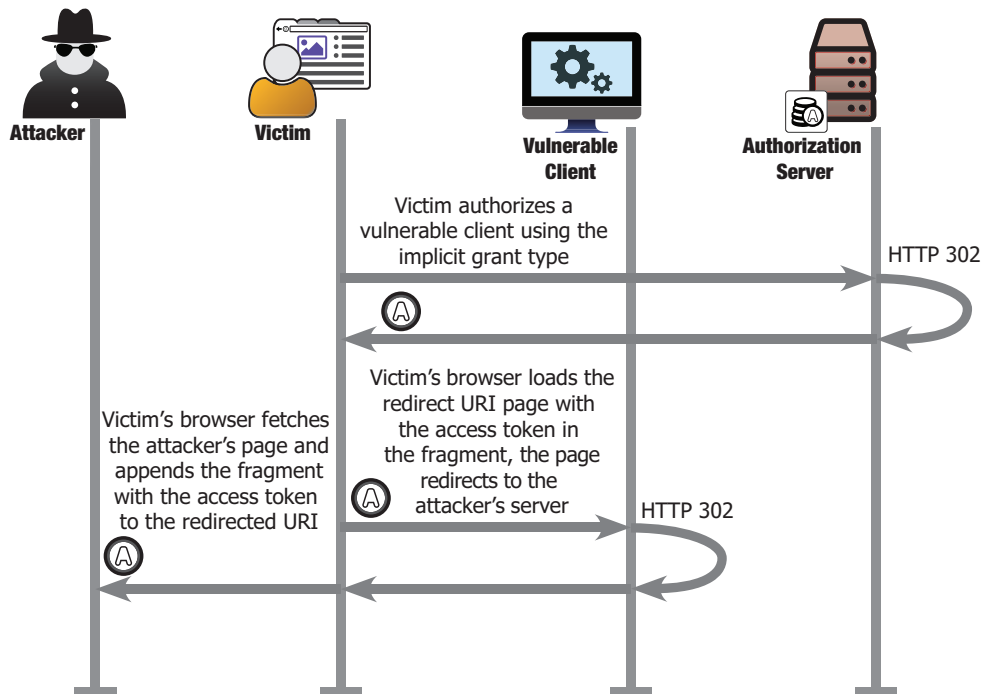 Attacker
Victim
Vulnerable
Client
Authorization
Server
Victim authorizes a
vulnerable client using the
implicit grant type
HTTP 302
A
A
Victim’s browser loads the
redirect URI page with
the access token in
the fragment, the page
redirects to the
attacker’s server
A
HTTP 302
Victim’s browser fetches
the attacker’s page and
appends the fragment
with the access token
to the redirected URI
A